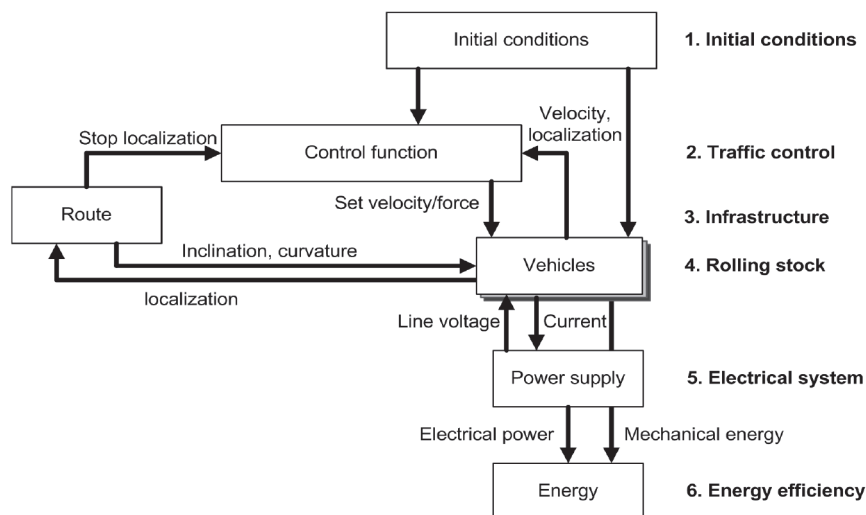 Initial conditions
1. Initial conditions
Velocity,
localization
Stop localization
Control function
2. Traffic control
Set velocity/force
Route
3. Infrastructure
Inclination, curvature
Vehicles
4. Rolling stock
localization
Line voltage
Current
Power supply
5. Electrical system
Electrical power
Mechanical energy
Energy
6. Energy efficiency